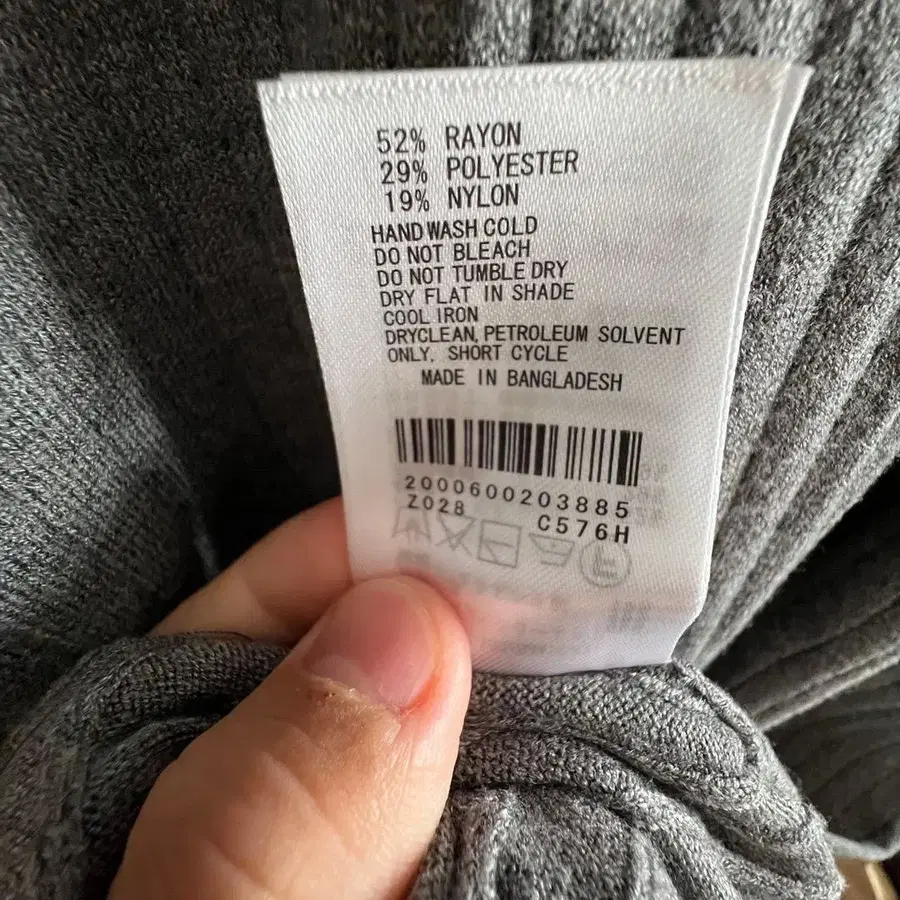 52% RAYON
29% POLYESTER
19% NYLON
HAND WASH COLD
DO NOT BLEACH
DO NOT TUMBLE DRY
DRY FLAT IN SHADE
COOL IRON
DRYCLEAN, PETROLEUM SOLVENT
ONLY, SHORT CYCLE
MADE IN BANGLADESH
2000600203885
Z028 C576H